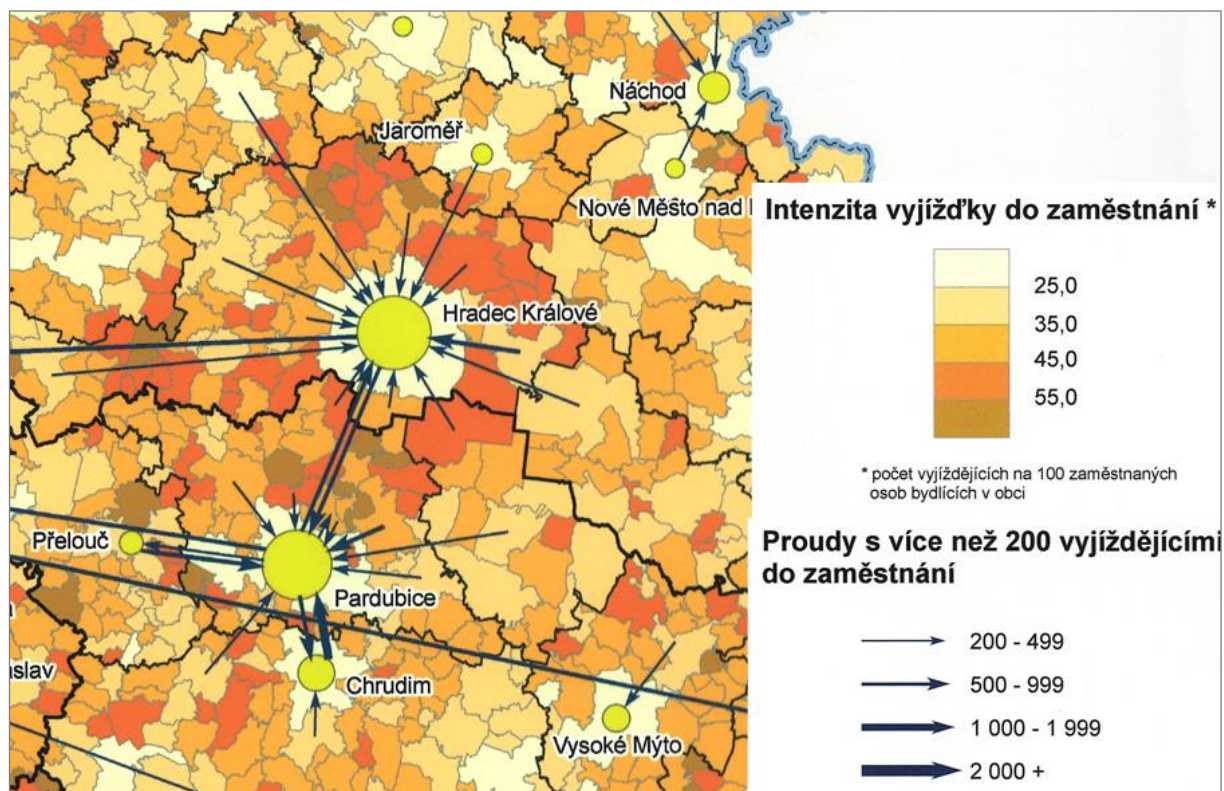 Náchod
Jaroměř
Nové Město nad
Hradec Králové
Přelouč
Pardubice
aslav
Chrudim
Vysoké Mýto
Intenzita vyjížďky do zaměstnání *
25,0
35,0
45,0
55,0
* počet vyjíždějících na 100 zaměstnaných
osob bydlících v obci
Proudy s více než 200 vyjíždějícími
do zaměstnání
200 - 499
500 - 999
1 000 - 1 999
2 000 +